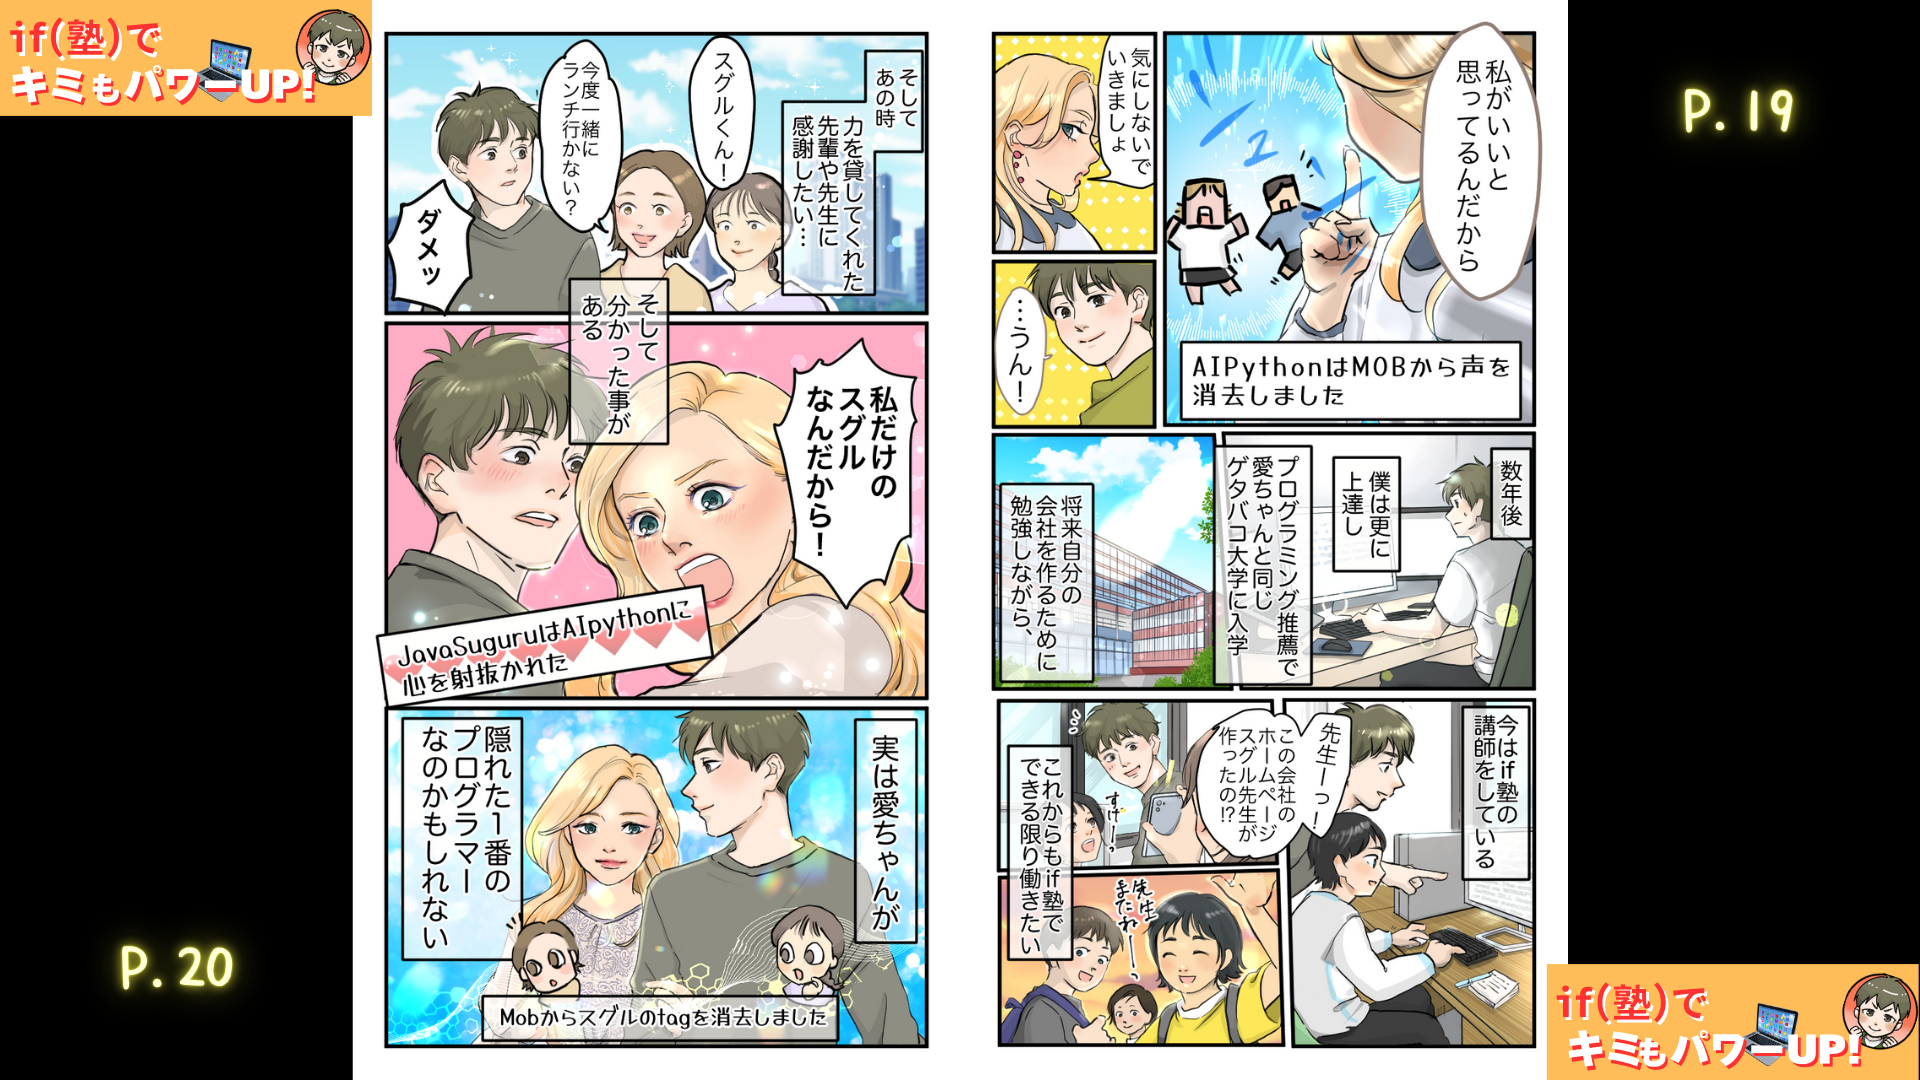 if(塾)で
キミもパワーUP!
P. 19
私がいいと
思ってるんだから
AIPythonはMOBから声を
消去しました
気にしないで
いきましょ
…うん！
数年後
僕は更に
上達し
プログラミング推薦で
愛ちゃんと同じ
ゲタバコ大学に入学
将来自分の
会社を作るために
勉強しながら、
今はif塾の
講師をしている
先生ーっ！
この会社の
ホームページ
スグル先生が
作ったの!?
すげーっ
これからもif塾で
できる限り働きたい
先生
またねーーっ
if(塾)で
キミもパワーUP!
そして
あの時
力を貸してくれた
先輩や先生に
感謝したい…
スグルくん！
今度一緒に
ランチ行かない？
ダメッ
そして
分かった事が
ある
私だけの
スグル
なんだから！
JavaSuguruはAIpythonに
心を射抜かれた
実は愛ちゃんが
隠れた1番の
プログラマー
なのかもしれない
Mobからスグルのtagを消去しました
P. 20